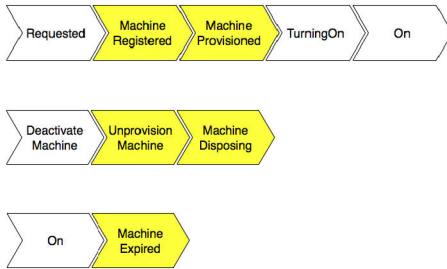 Requested
Machine
Registered
Machine
Provisioned
TurningOn
On
Deactivate
Machine
Unprovision
Machine
Machine
Disposing
On
Machine
Expired